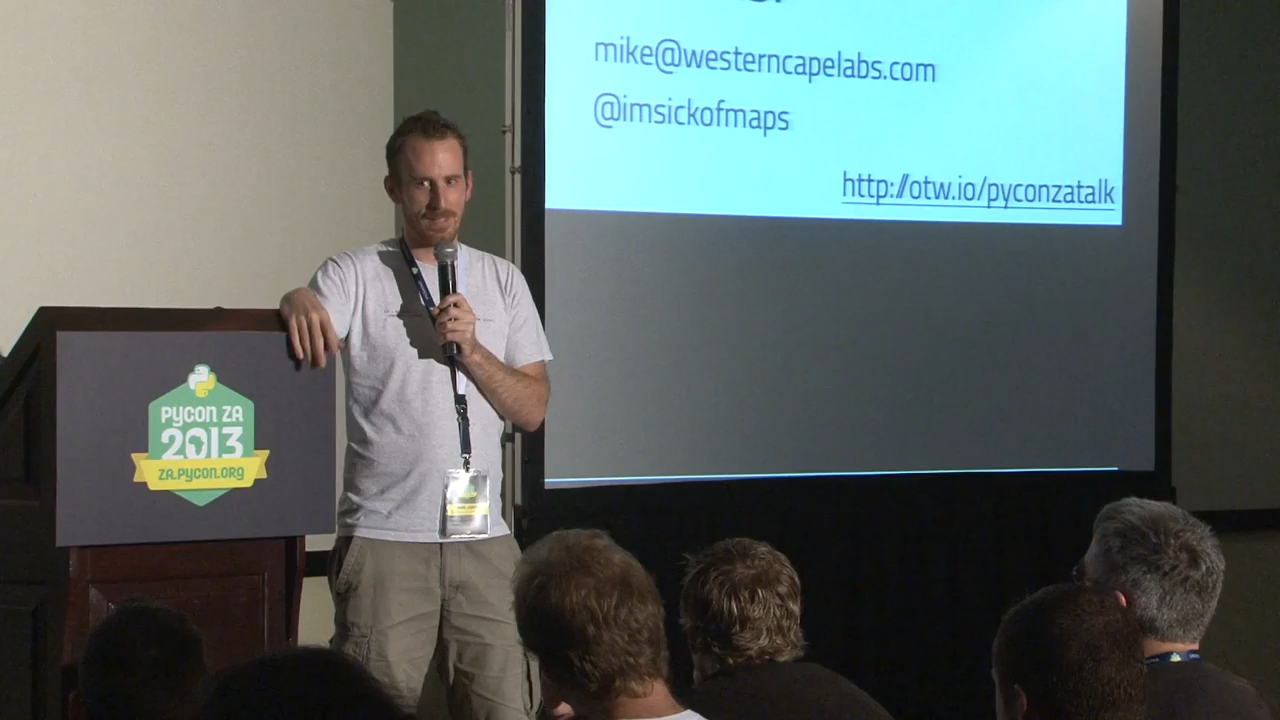 mike@westerncapelabs.com
@imsickofmaps
http://otw.io/pyconzatalk
PYCON ZA
2013
ZA.PYCON.ORG